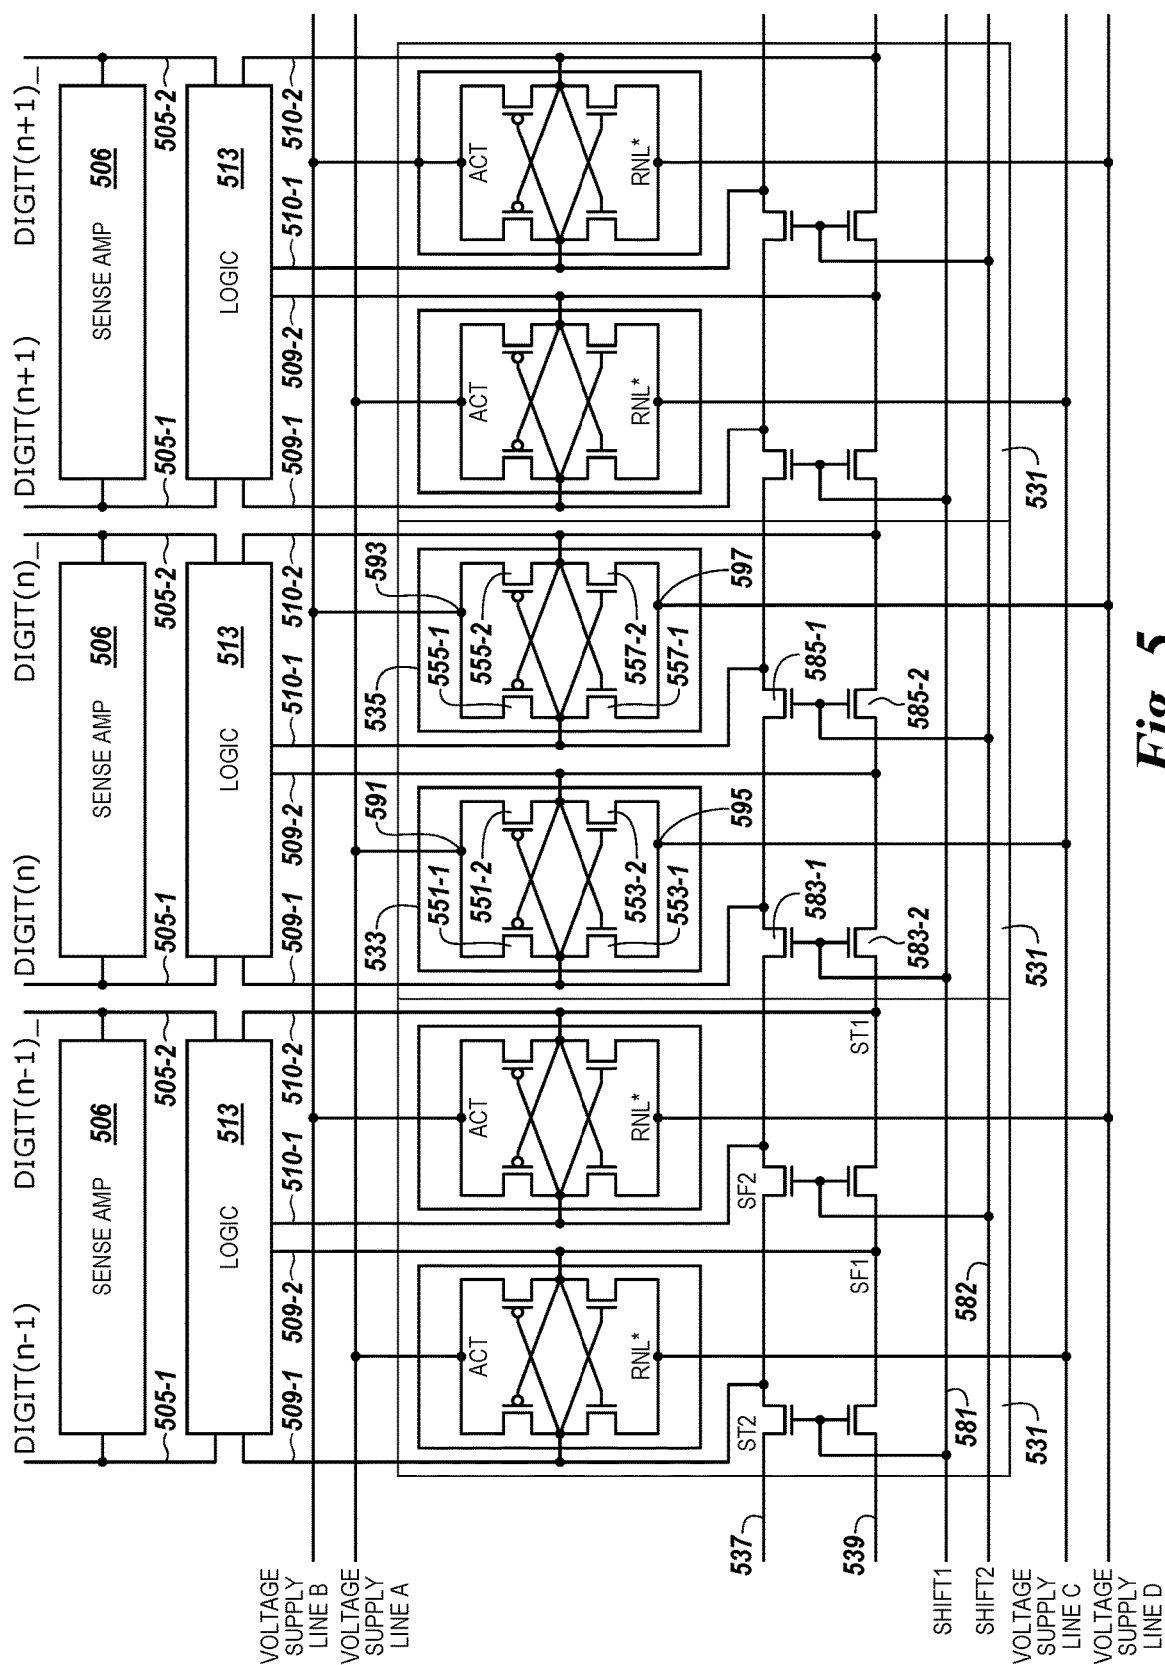 DIGIT(n-1)
DIGIT(n-1)_
DIGIT(n)
DIGIT(n)_
DIGIT(n+1)
DIGIT(n+1)_
SENSE AMP 506
SENSE AMP 506
SENSE AMP 506
505-1
505-2
505-1
505-2
505-1
505-2
LOGIC 513
LOGIC 513
LOGIC 513
509-1
509-2
510-1
510-2
509-1
509-2
510-1
510-2
509-1
509-2
510-1
510-2
VOLTAGE
SUPPLY
LINE B
VOLTAGE
SUPPLY
LINE A
533
591
535
593
ACT
ACT
551-1
551-2
555-1
555-2
ACT
ACT
RNL*
RNL*
553-2
553-1
595
557-2
557-1
597
RNL*
RNL*
537
ST2
SF2
583-1
585-1
539
SF1
ST1
583-2
585-2
SHIFT1
581
SHIFT2
582
531
531
531
VOLTAGE
SUPPLY
LINE C
VOLTAGE
SUPPLY
LINE D
Fig. 5